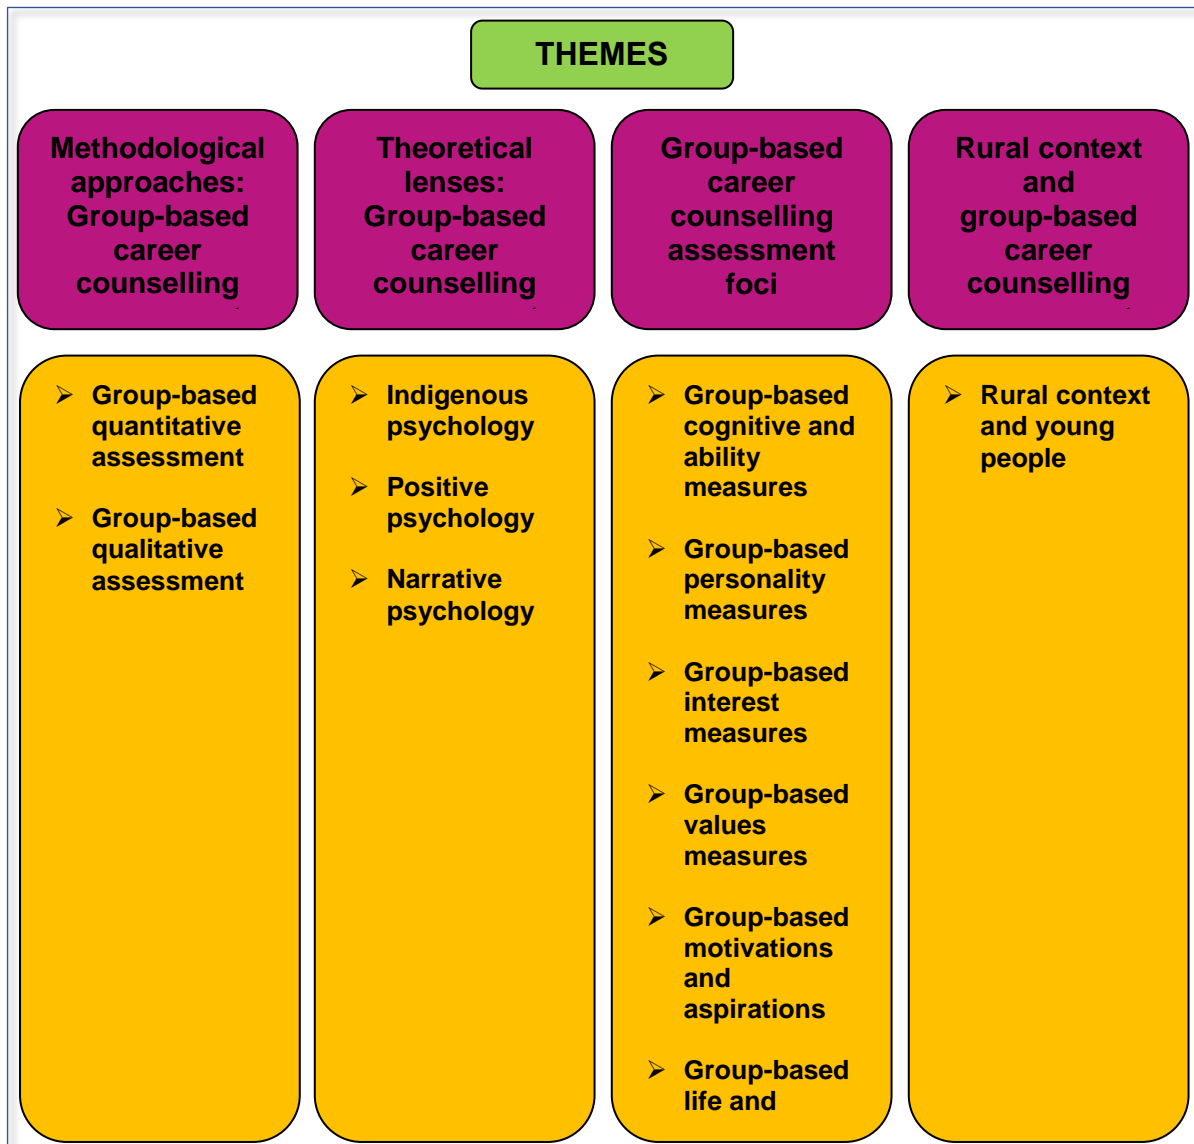 THEMES
Methodological
approaches:
Group-based
career
counselling
Theoretical
lenses:
Group-based
career
counselling
Group-based
career
counselling
assessment
foci
Rural context
and
group-based
career
counselling
➢ Group-based
quantitative
assessment
➢ Group-based
qualitative
assessment
➢ Indigenous
psychology
➢ Positive
psychology
➢ Narrative
psychology
➢ Group-based
cognitive and
ability
measures
➢ Group-based
personality
measures
➢ Group-based
interest
measures
➢ Group-based
values
measures
➢ Group-based
motivations
and
aspirations
➢ Group-based
life and
➢ Rural context
and young
people